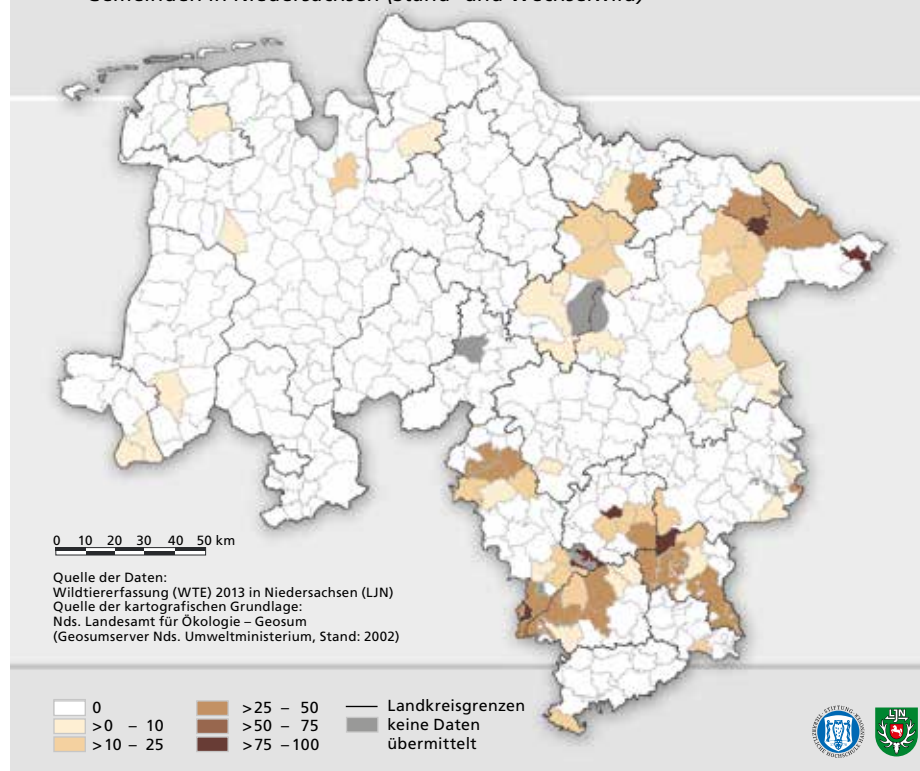 Gemeinden in Niedersachsen (Stand- und Wechselwild)
0 10 20 30 40 50 km
Quelle der Daten:
Wildtiererfassung (WTE) 2013 in Niedersachsen (LJN)
Quelle der kartografischen Grundlage:
Nds. Landesamt für Ökologie – Geosum
(Geosumserver Nds. Umweltministerium, Stand: 2002)
0
>0 – 10
>10 – 25
>25 – 50
>50 – 75
>75 –100
Landkreisgrenzen
keine Daten
übermittelt
LJN